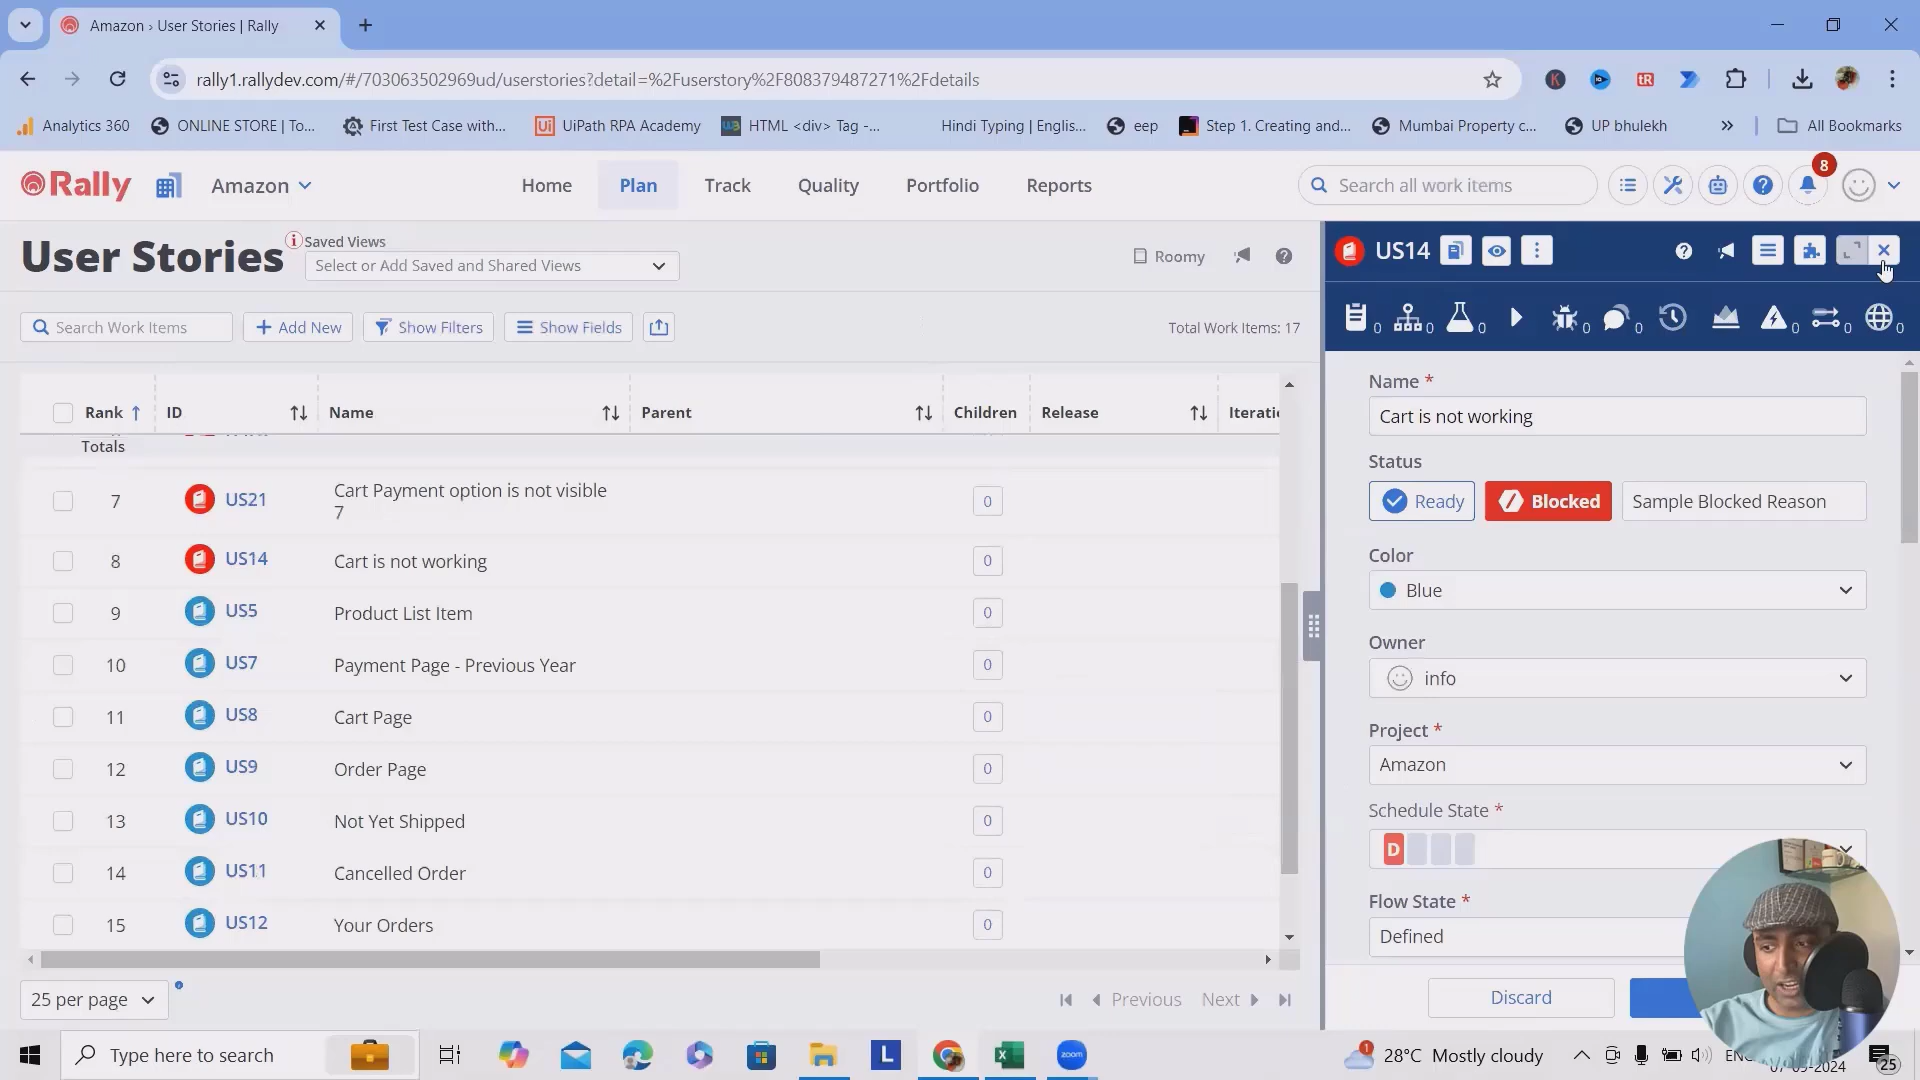 Amazon › User Stories | Rally
rally1.rallydev.com/#/703063502969ud/userstories?detail=%2Fuserstory%2F808379487271%2Fdetails
Analytics 360
ONLINE STORE | To...
First Test Case with...
UiPath RPA Academy
HTML <div> Tag -...
Hindi Typing | Englis...
eep
Step 1. Creating and...
Mumbai Property c...
UP bhulekh
All Bookmarks
Rally
Amazon
Home
Plan
Track
Quality
Portfolio
Reports
Search all work items
8
User Stories
Saved Views
Select or Add Saved and Shared Views
Roomy
Search Work Items
Add New
Show Filters
Show Fields
Total Work Items: 17
Rank ID Name Parent Children Release
Totals
7 US21 Cart Payment option is not visible 0
7
8 US14 Cart is not working 0
9 US5 Product List Item 0
10 US7 Payment Page - Previous Year 0
11 US8 Cart Page 0
12 US9 Order Page 0
13 US10 Not Yet Shipped 0
14 US11 Cancelled Order 0
15 US12 Your Orders 0
25 per page
Previous Next
US14
0 0 0 0 0 0 0 0
Name *
Cart is not working
Status
Ready
Blocked
Sample Blocked Reason
Color
Blue
Owner
info
Project *
Amazon
Schedule State *
D
Flow State *
Defined
Discard
Type here to search
L
zoom
1
28°C Mostly cloudy
25